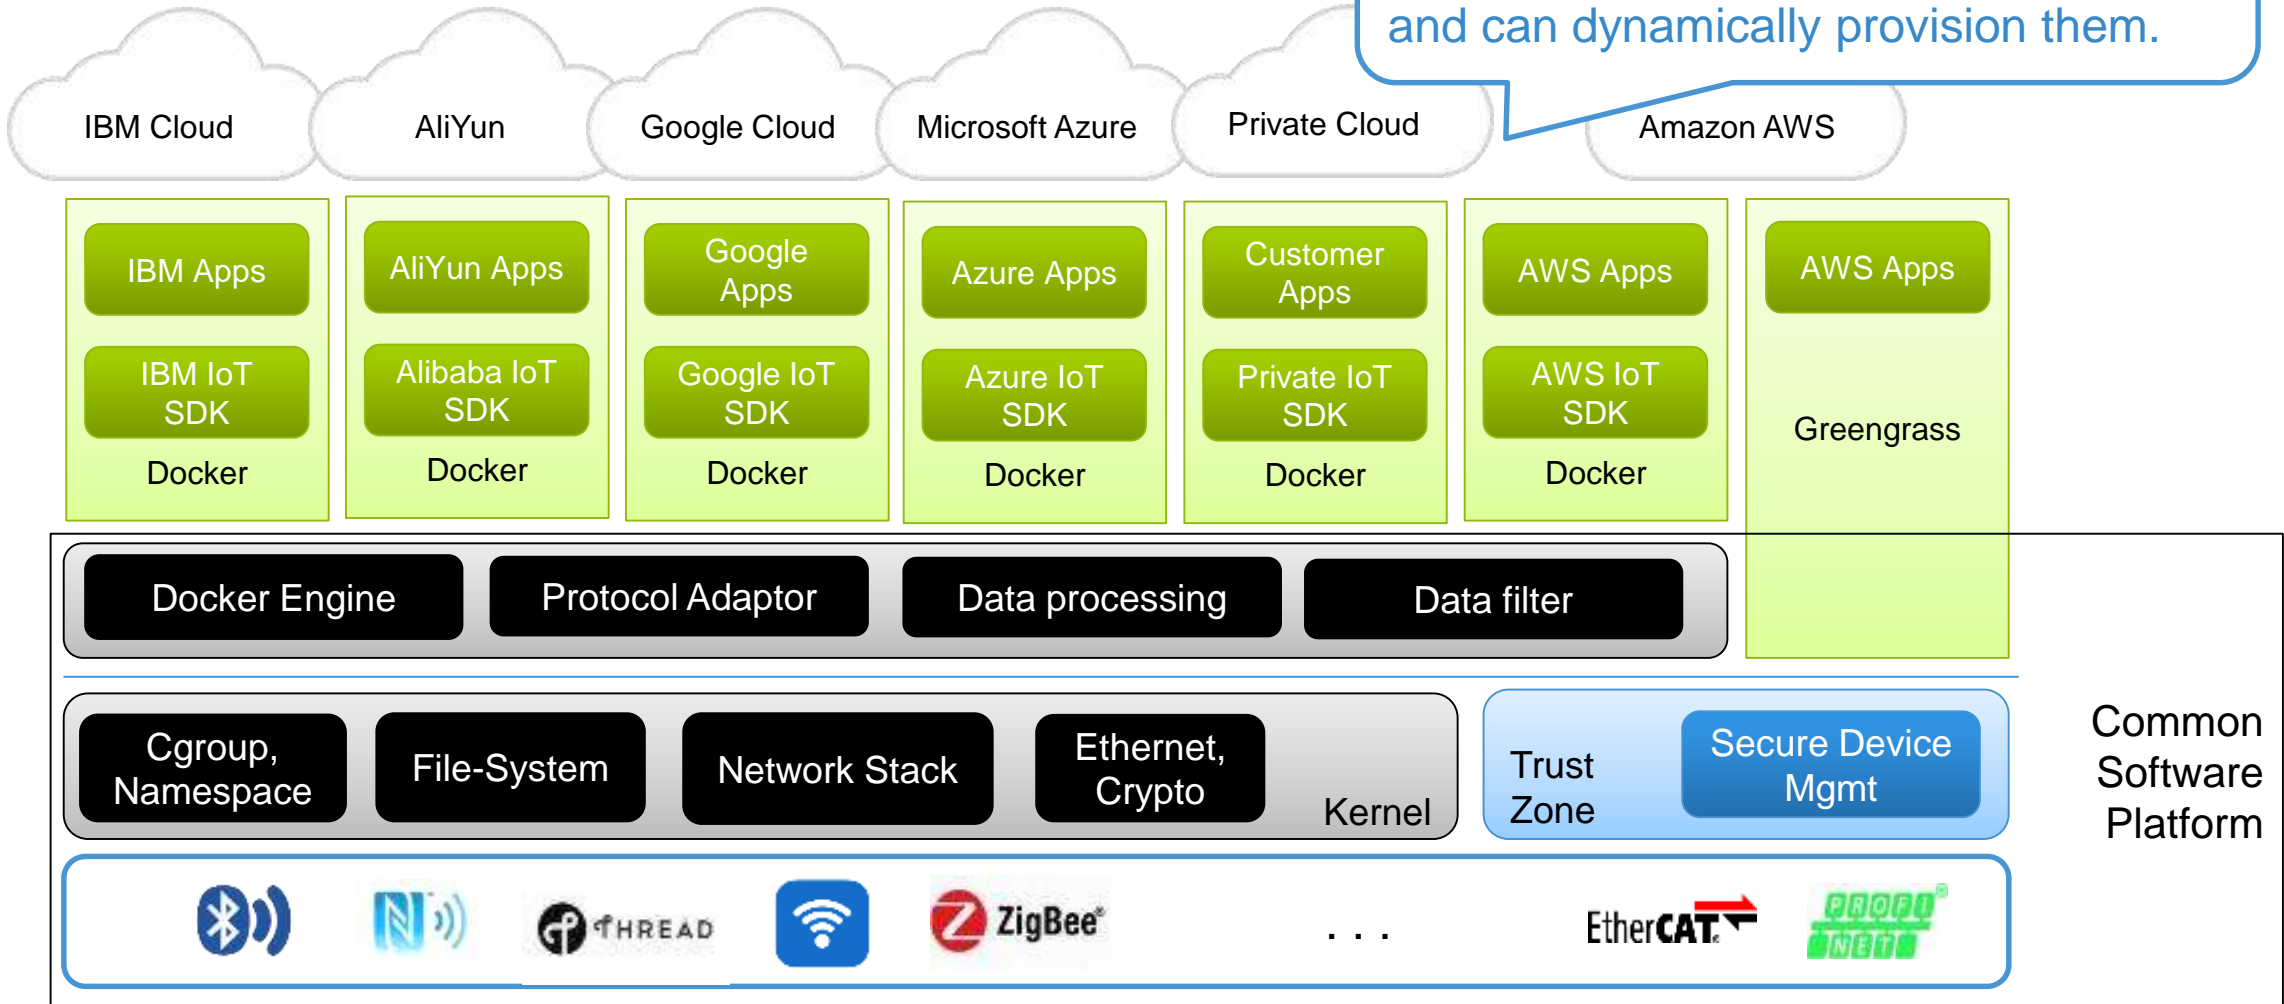 and can dynamically provision them.
IBM Cloud
AliYun
Google Cloud
Microsoft Azure
Private Cloud
Amazon AWS
IBM Apps
AliYun Apps
Google
Apps
Azure Apps
Customer
Apps
AWS Apps
AWS Apps
IBM IoT
SDK
Alibaba IoT
SDK
Google IoT
SDK
Azure IoT
SDK
Private IoT
SDK
AWS IoT
SDK
Greengrass
Docker
Docker
Docker
Docker
Docker
Docker
Docker Engine
Protocol Adaptor
Data processing
Data filter
Cgroup,
Namespace
File-System
Network Stack
Ethernet,
Crypto
Kernel
Trust
Zone
Secure Device
Mgmt
Common
Software
Platform
THREAD
ZigBee®
. . .
EtherCAT
PROFI
NET